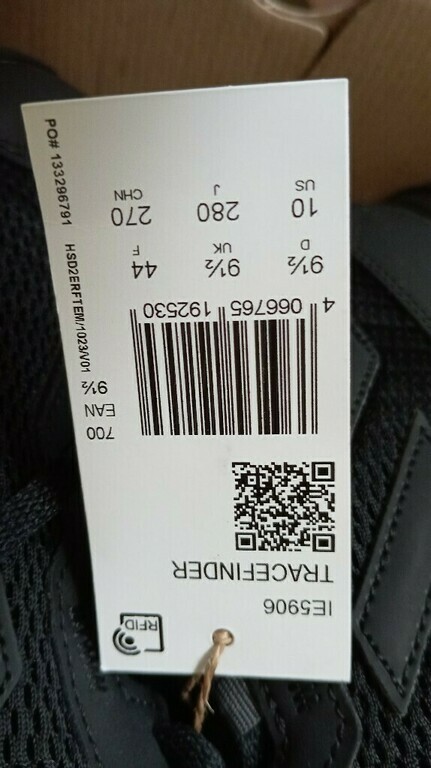 RFID
IE5906
TRACEFINDER
700
EAN
9½
4 066765 192530
9½ 9½ 44
D UK F
10 280 270
US J CHN
HSD2ERFTEM/1023/V01
PO# 133296791